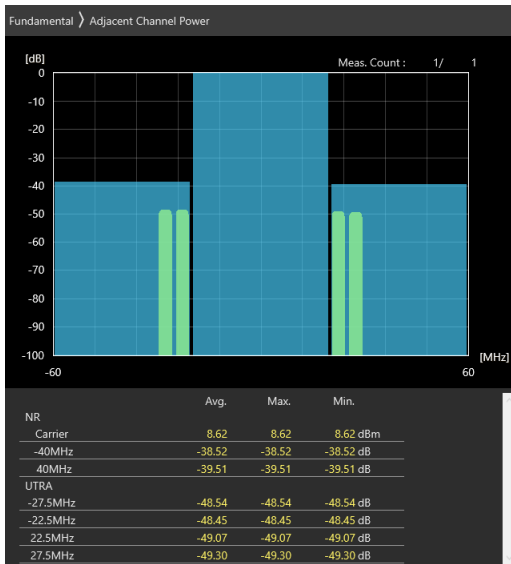 Fundamental 〉 Adjacent Channel Power
[dB]
Meas. Count : 1/ 1
0
-10
-20
-30
-40
-50
-60
-70
-80
-90
-100
[MHz]
-60 60
Avg. Max. Min.
NR
Carrier 8.62 8.62 8.62 dBm
-40MHz -38.52 -38.52 -38.52 dB
40MHz -39.51 -39.51 -39.51 dB
UTRA
-27.5MHz -48.54 -48.54 -48.54 dB
-22.5MHz -48.45 -48.45 -48.45 dB
22.5MHz -49.07 -49.07 -49.07 dB
27.5MHz -49.30 -49.30 -49.30 dB